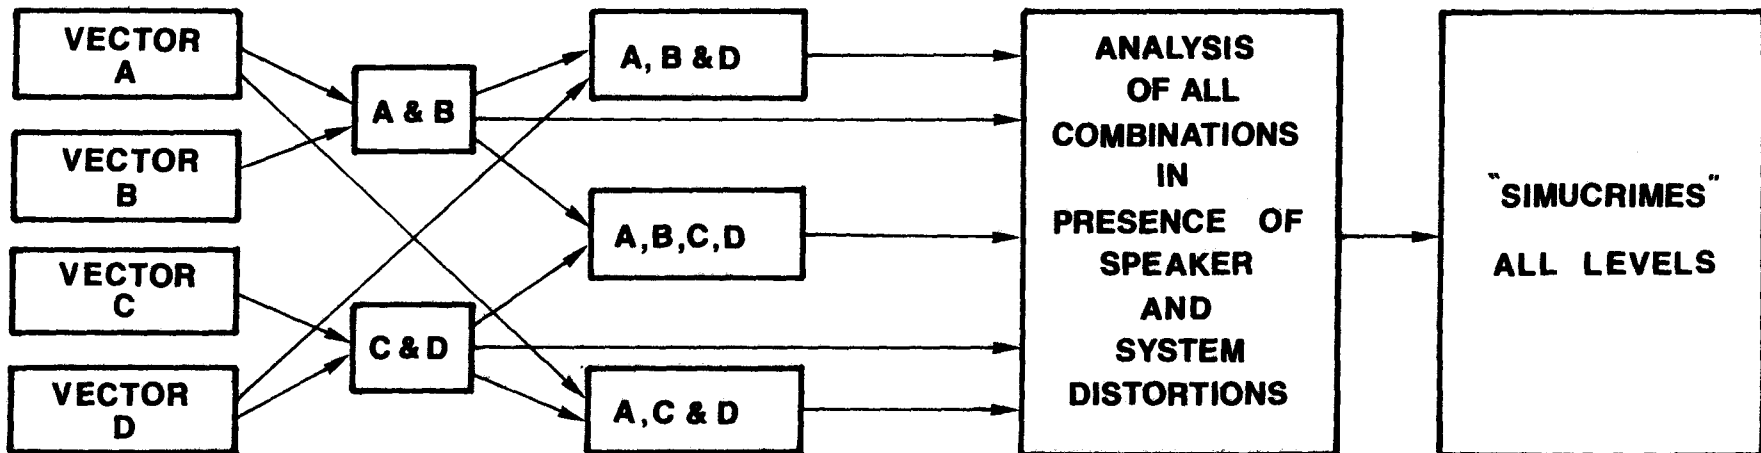 VECTOR
A
VECTOR
B
VECTOR
C
VECTOR
D
A & B
C & D
A, B & D
A,B,C,D
A,C & D
ANALYSIS
OF ALL
COMBINATIONS
IN
PRESENCE OF
SPEAKER
AND
SYSTEM
DISTORTIONS
"SIMUCRIMES"
ALL LEVELS